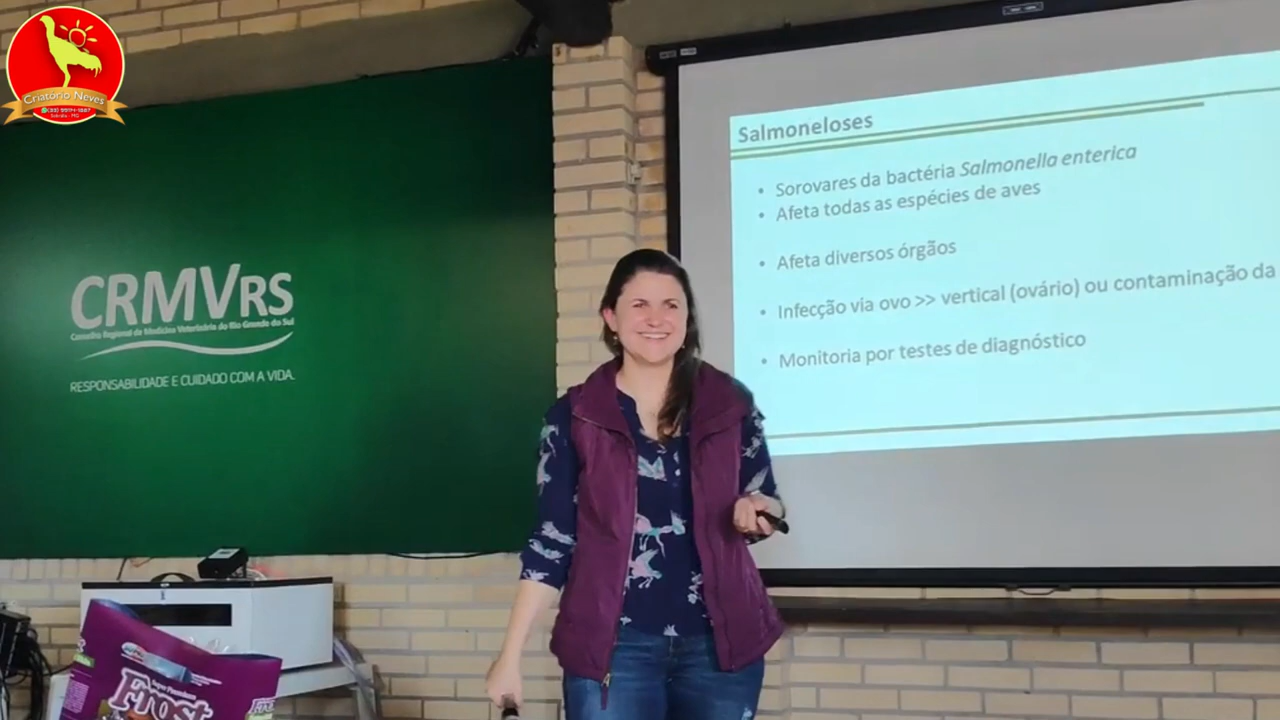 Criatório Neves
Salmoneloses
• Sorovares da bactéria Salmonella enterica
• Afeta todas as espécies de aves
• Afeta diversos órgãos
• Infecção via ovo >> vertical (ovário) ou contaminação da
• Monitoria por testes de diagnóstico
CRMVRS
Conselho Regional de Medicina Veterinária do Rio Grande do Sul
RESPONSABILIDADE E CUIDADO COM A VIDA.
Super Premium
Frost